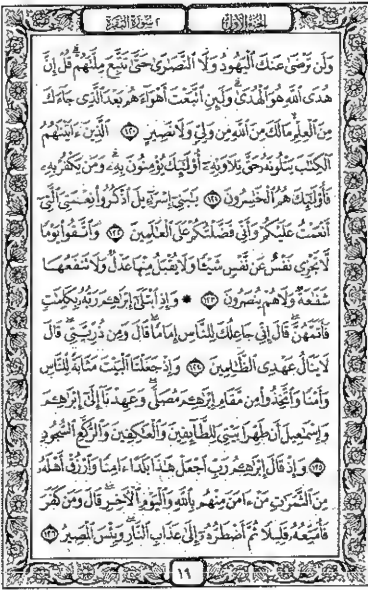 الجزء الأول
٢ سورة البقرة
وَلَن تَرْضَىٰ عَنكَ ٱلْيَهُودُ وَلَا ٱلنَّصَٰرَىٰ حَتَّىٰ تَتَّبِعَ مِلَّتَهُمْ ۗ قُلْ إِنَّ
هُدَى ٱللَّهِ هُوَ ٱلْهُدَىٰ ۗ وَلَئِنِ ٱتَّبَعْتَ أَهْوَآءَهُم بَعْدَ ٱلَّذِى جَآءَكَ
مِنَ ٱلْعِلْمِ مَا لَكَ مِنَ ٱللَّهِ مِن وَلِىٍّ وَلَا نَصِيرٍ ۝١٢٠ ٱلَّذِينَ ءَاتَيْنَٰهُمُ
ٱلْكِتَٰبَ يَتْلُونَهُۥ حَقَّ تِلَاوَتِهِۦٓ أُو۟لَٰٓئِكَ يُؤْمِنُونَ بِهِۦ ۗ وَمَن يَكْفُرْ بِهِۦ
فَأُو۟لَٰٓئِكَ هُمُ ٱلْخَٰسِرُونَ ۝١٢١ يَٰبَنِىٓ إِسْرَٰٓءِيلَ ٱذْكُرُوا۟ نِعْمَتِىَ ٱلَّتِىٓ
أَنْعَمْتُ عَلَيْكُمْ وَأَنِّى فَضَّلْتُكُمْ عَلَى ٱلْعَٰلَمِينَ ۝١٢٢ وَٱتَّقُوا۟ يَوْمًا
لَّا تَجْزِى نَفْسٌ عَن نَّفْسٍ شَيْـًٔا وَلَا يُقْبَلُ مِنْهَا عَدْلٌ وَلَا تَنفَعُهَا
شَفَٰعَةٌ وَلَا هُمْ يُنصَرُونَ ۝١٢٣ ۞ وَإِذِ ٱبْتَلَىٰٓ إِبْرَٰهِـۧمَ رَبُّهُۥ بِكَلِمَٰتٍ
فَأَتَمَّهُنَّ ۖ قَالَ إِنِّى جَاعِلُكَ لِلنَّاسِ إِمَامًا ۖ قَالَ وَمِن ذُرِّيَّتِى ۖ قَالَ
لَا يَنَالُ عَهْدِى ٱلظَّٰلِمِينَ ۝١٢٤ وَإِذْ جَعَلْنَا ٱلْبَيْتَ مَثَابَةً لِّلنَّاسِ
وَأَمْنًا وَٱتَّخِذُوا۟ مِن مَّقَامِ إِبْرَٰهِـۧمَ مُصَلًّى ۖ وَعَهِدْنَآ إِلَىٰٓ إِبْرَٰهِـۧمَ
وَإِسْمَٰعِيلَ أَن طَهِّرَا بَيْتِىَ لِلطَّآئِفِينَ وَٱلْعَٰكِفِينَ وَٱلرُّكَّعِ ٱلسُّجُودِ
۝١٢٥ وَإِذْ قَالَ إِبْرَٰهِـۧمُ رَبِّ ٱجْعَلْ هَٰذَا بَلَدًا ءَامِنًا وَٱرْزُقْ أَهْلَهُۥ
مِنَ ٱلثَّمَرَٰتِ مَنْ ءَامَنَ مِنْهُم بِٱللَّهِ وَٱلْيَوْمِ ٱلْـَٔاخِرِ ۖ قَالَ وَمَن كَفَرَ
فَأُمَتِّعُهُۥ قَلِيلًا ثُمَّ أَضْطَرُّهُۥٓ إِلَىٰ عَذَابِ ٱلنَّارِ ۖ وَبِئْسَ ٱلْمَصِيرُ ۝١٢٦
١٩